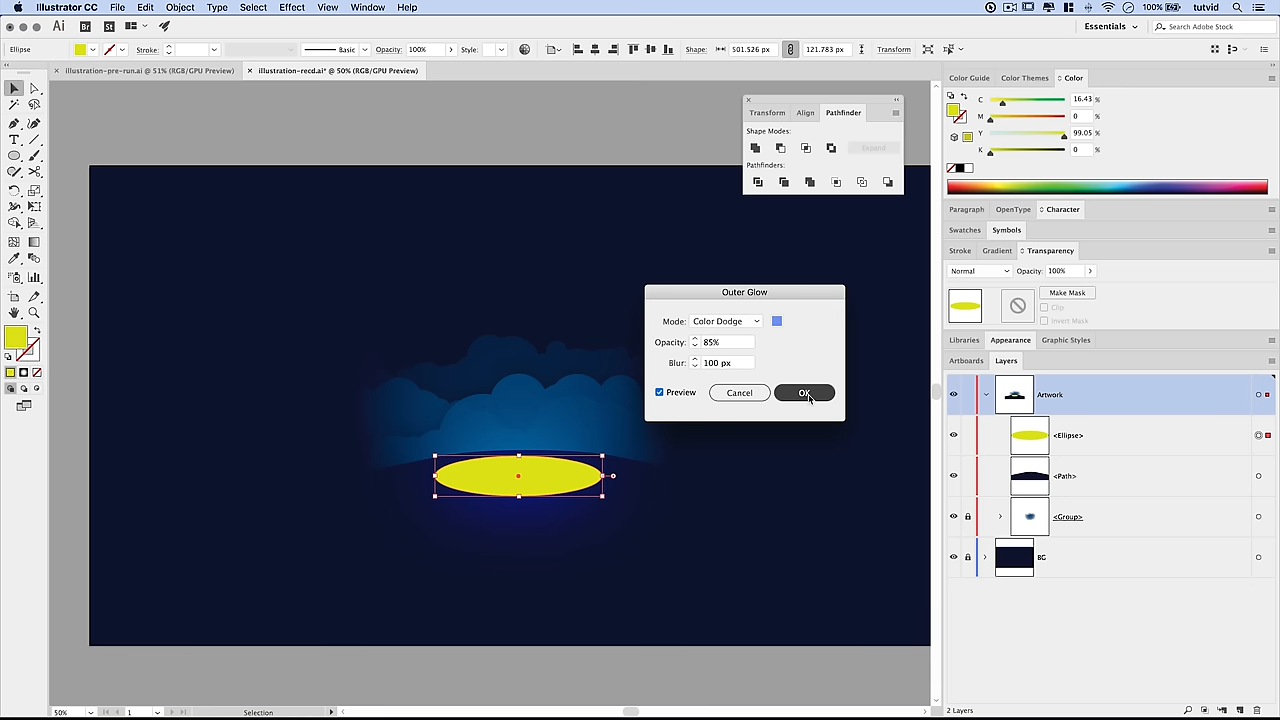 Illustrator CC File Edit Object Type Select Effect View Window Help 100% tutvid
Ai Br St Essentials Search Adobe Stock
Ellipse Stroke: Basic Opacity: 100% Style: Shape: 501.526 px 121.783 px Transform
illustration-pre-run.ai @ 51% (RGB/GPU Preview) illustration-recd.ai* @ 50% (RGB/GPU Preview)
Color Guide Color Themes Color
C 16.43 %
M 0 %
Y 99.05 %
K 0 %
Transform Align Pathfinder
Shape Modes:
Expand
Pathfinders:
Paragraph OpenType Character
Swatches Symbols
Stroke Gradient Transparency
Normal Opacity: 100%
Make Mask
Clip
Invert Mask
Outer Glow
Mode: Color Dodge
Opacity: 85%
Blur: 100 px
Preview Cancel OK
Libraries Appearance Graphic Styles
Artboards Layers
Artwork
<Ellipse>
<Path>
<Group>
BG
50% 1 Selection
2 Layers